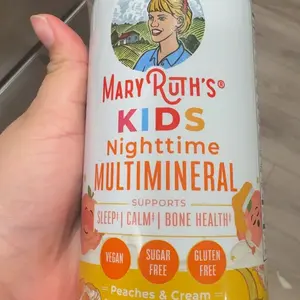 MARY RUTH'S®
KIDS
Nighttime
MULTIMINERAL
SUPPORTS
SLEEP† | CALM‡ | BONE HEALTH†
VEGAN
SUGAR FREE
GLUTEN FREE
Peaches & Cream